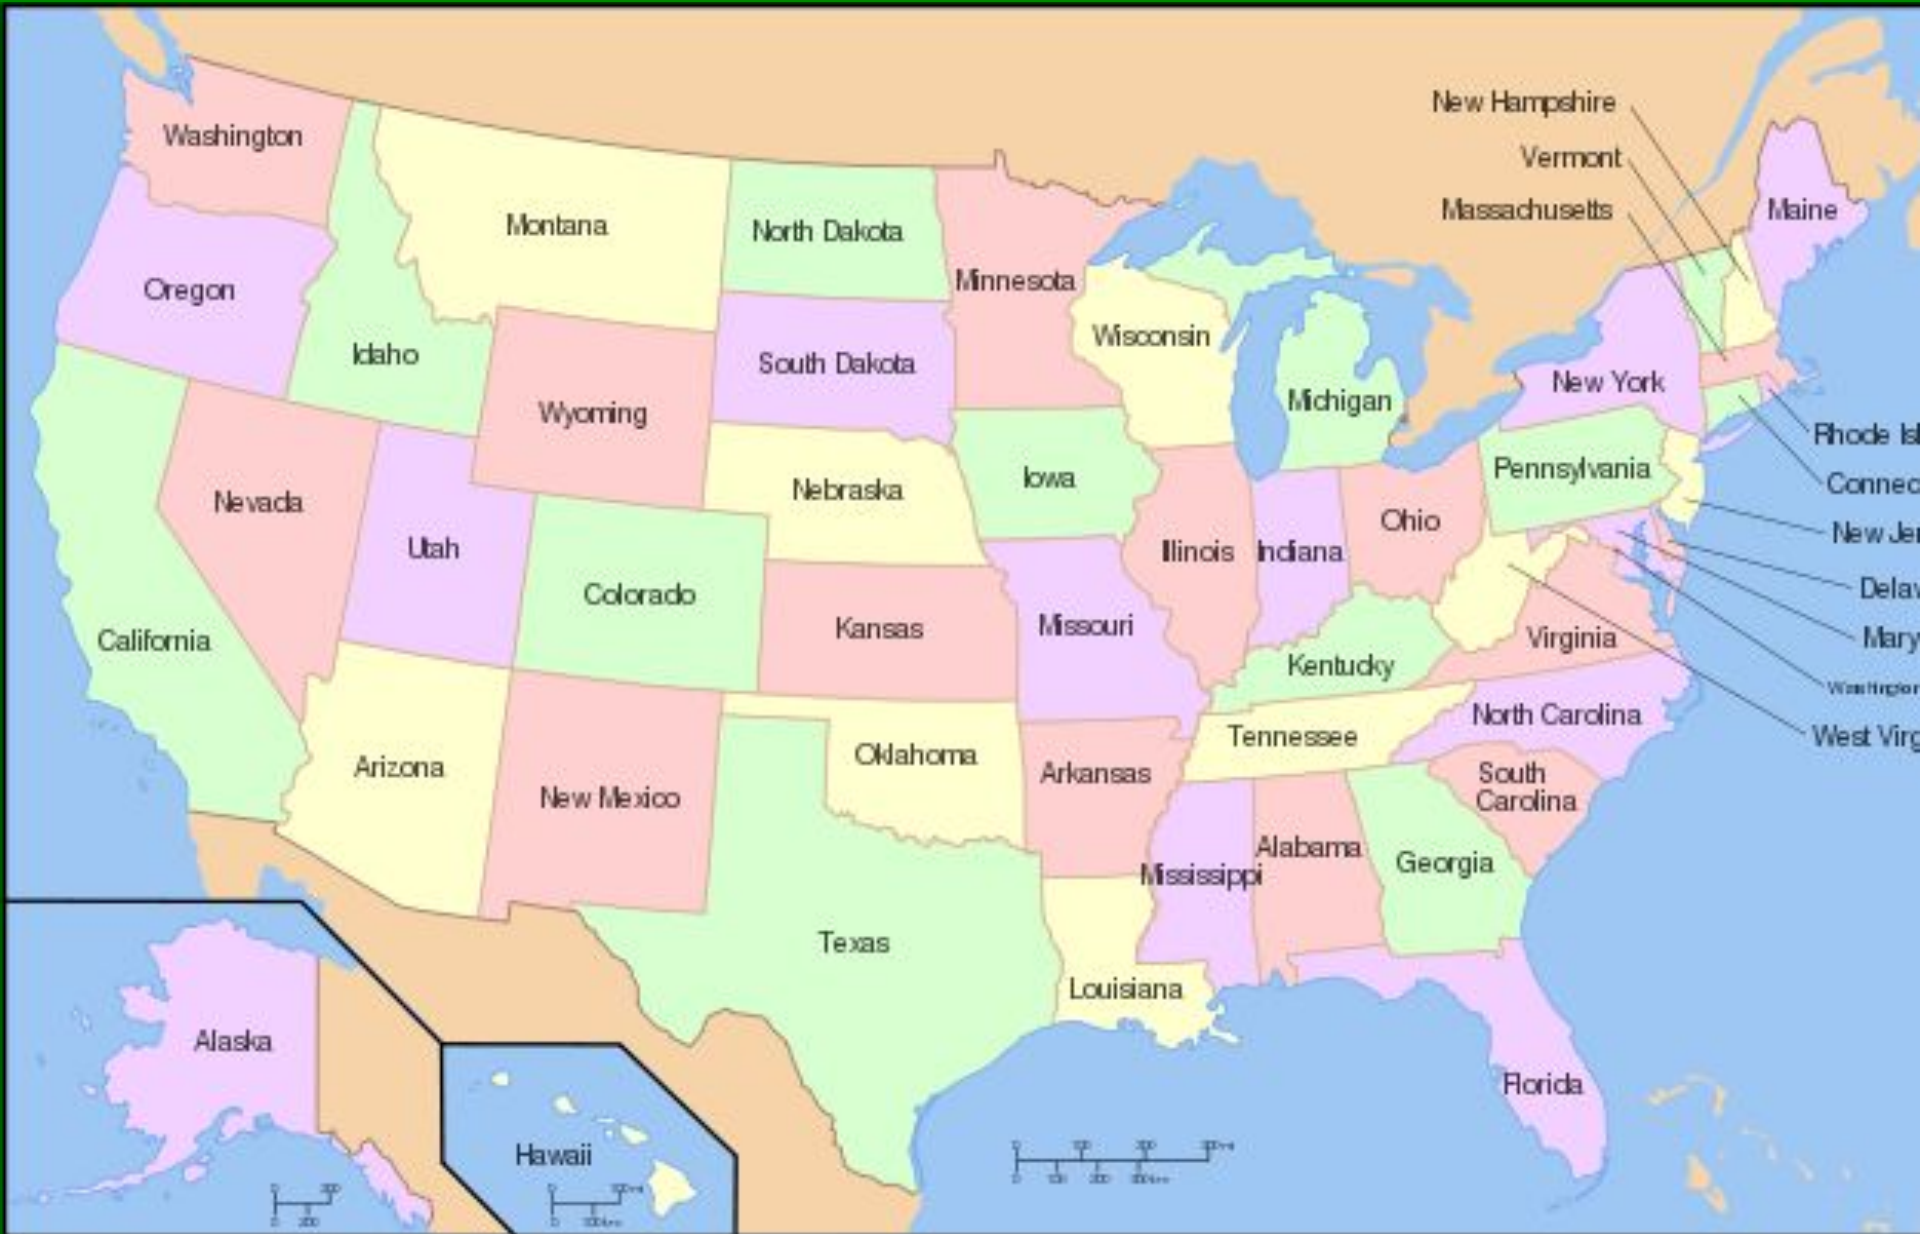 New Hampshire
Vermont
Massachusetts
Maine
Washington
Montana
North Dakota
Minnesota
Oregon
Idaho
Wisconsin
South Dakota
Wyoming
Michigan
New York
Rhode Isl
Connec
Pennsylvania
Nebraska
Iowa
Nevada
Utah
Illinois
Indiana
Ohio
New Jer
Delav
Mary
Colorado
Kansas
Missouri
Virginia
California
Kentucky
Washington
West Virg
North Carolina
Tennessee
Oklahoma
Arkansas
Arizona
New Mexico
South
Carolina
Mississippi
Alabama
Georgia
Texas
Louisiana
Alaska
Florida
Hawaii